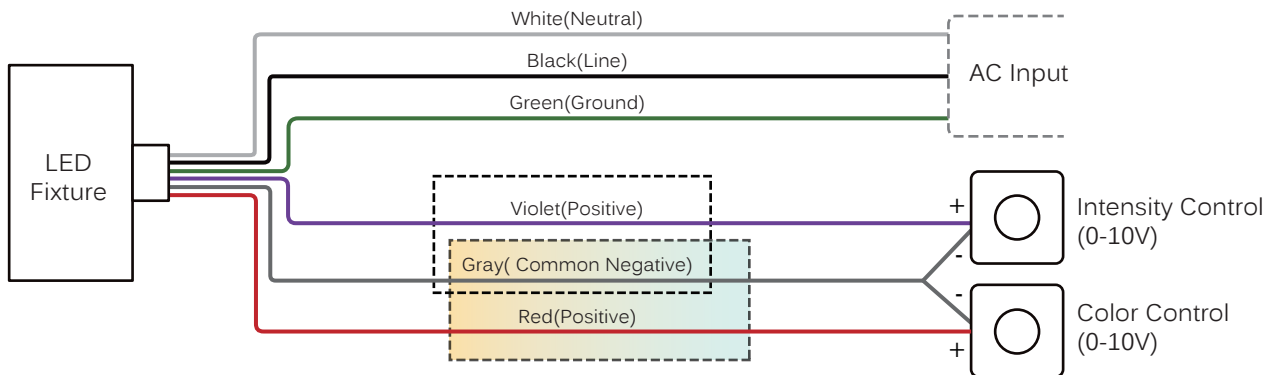 White(Neutral)
Black(Line)
AC Input
Green(Ground)
LED
Fixture
Violet(Positive)
+
Intensity Control
(0-10V)
-
Gray( Common Negative)
-
Red(Positive)
Color Control
(0-10V)
+